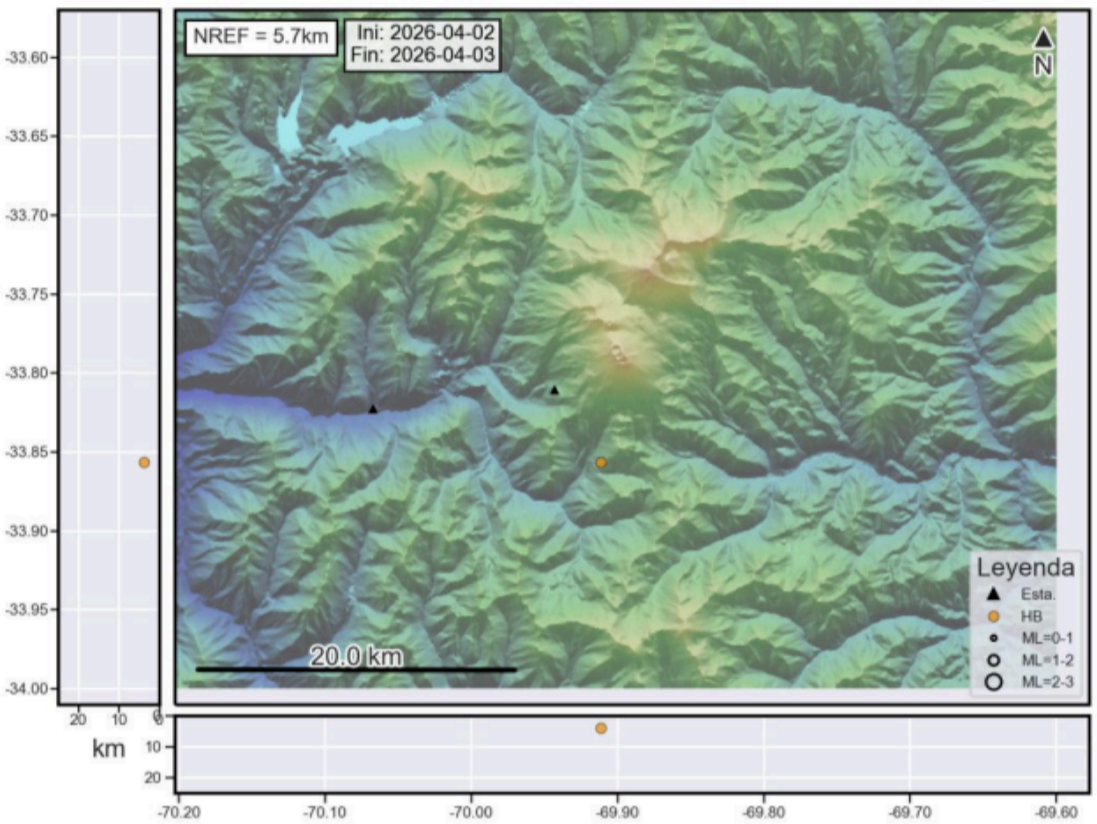 NREF = 5.7km
Ini: 2026-04-02
Fin: 2026-04-03
N
-33.60
-33.65
-33.70
-33.75
-33.80
-33.85
-33.90
-33.95
-34.00
20.0 km
Leyenda
Esta.
HB
ML=0-1
ML=1-2
ML=2-3
20 10 0
km
0
10
20
-70.20 -70.10 -70.00 -69.90 -69.80 -69.70 -69.60